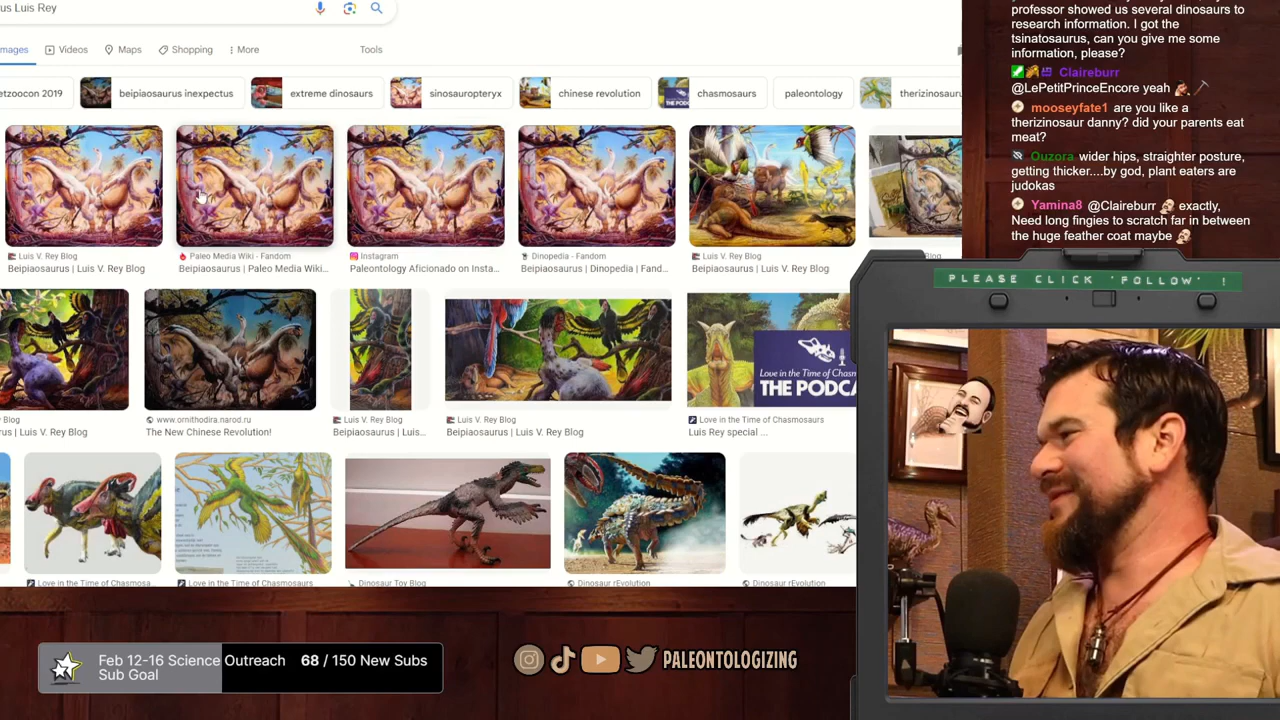 us Luis Rey
mages Videos Maps Shopping More Tools
etzoocon 2019 beipiaosaurus inexpectus extreme dinosaurs sinosauropteryx chinese revolution chasmosaurs paleontology therizinosauru
Luis V. Rey Blog
Beipiaosaurus | Luis V. Rey Blog
Paleo Media Wiki - Fandom
Beipiaosaurus | Paleo Media Wiki...
Instagram
Paleontology Aficionado on Insta...
Dinopedia - Fandom
Beipiaosaurus | Dinopedia | Fand...
Luis V. Rey Blog
Beipiaosaurus | Luis V. Rey Blog
Blog
rus | Luis V. Rey Blog
www.ornithodira.narod.ru
The New Chinese Revolution!
Luis V. Rey Blog
Beipiaosaurus | Luis...
Luis V. Rey Blog
Beipiaosaurus | Luis V. Rey Blog
THE PODCA
Love in the Time of Chasmosaurs
Luis Rey special ...
Love in the Time of Chasmosa...
Love in the Time of Chasmosaurs
Dinosaur Toy Blog
Dinosaur rEvolution
Dinosaur rEvolution
professor showed us several dinosaurs to
research information. I got the
tsinatosaurus, can you give me some
information, please?
Claireburr
@LePetitPrinceEncore yeah
mooseyfate1 are you like a
therizinosaur danny? did your parents eat
meat?
Ouzora wider hips, straighter posture,
getting thicker....by god, plant eaters are
judokas
Yamina8 @Claireburr exactly,
Need long fingies to scratch far in between
the huge feather coat maybe
PLEASE CLICK "FOLLOW" !
Feb 12-16 Science Outreach 68 / 150 New Subs
Sub Goal
PALEONTOLOGIZING